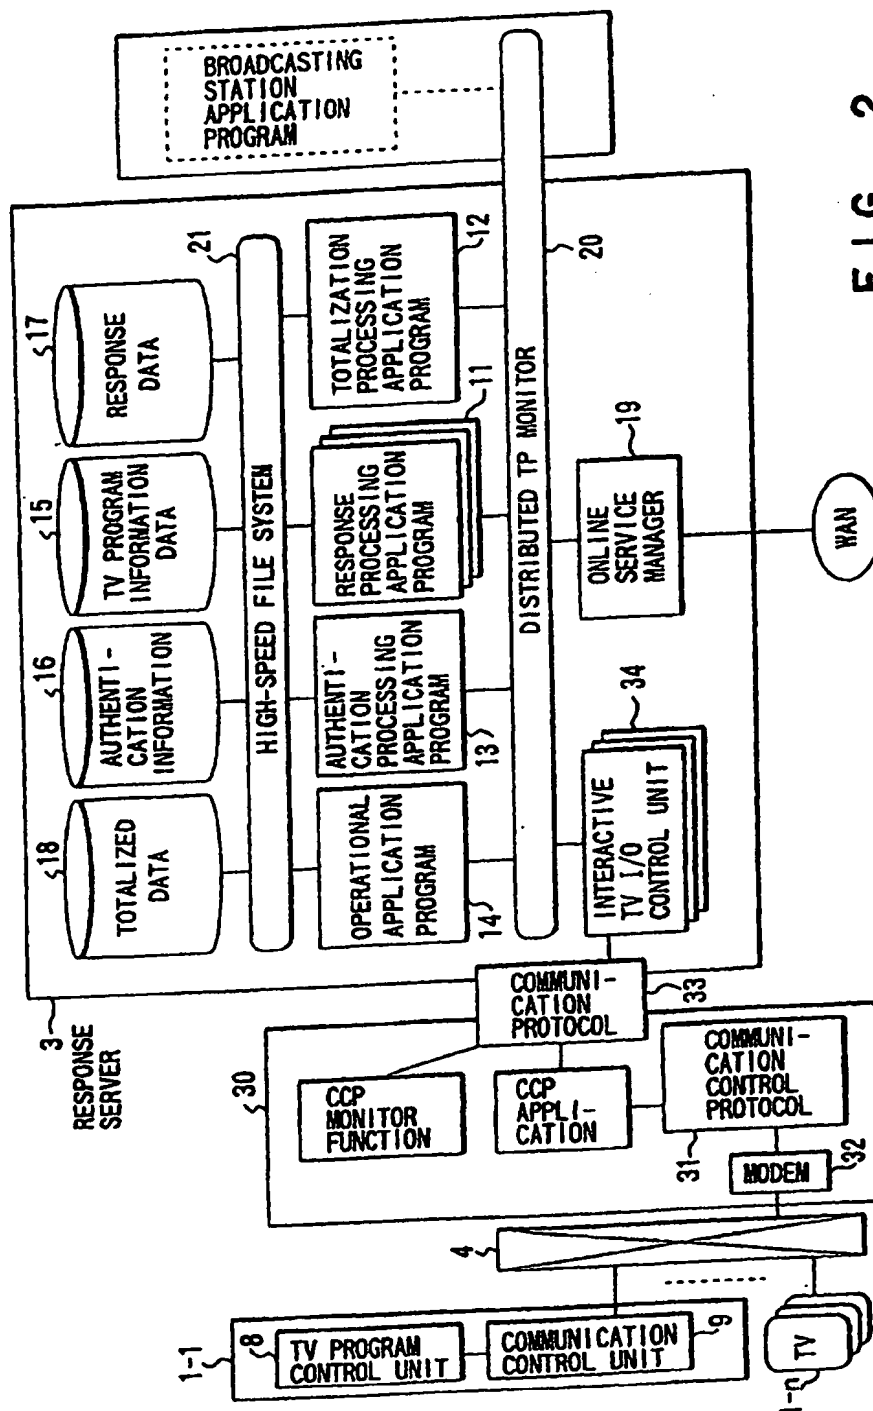 3
RESPONSE
SERVER
18
TOTALIZED
DATA
16
AUTHENTI-
CATION
INFORMATION
15
TV PROGRAM
INFORMATION
DATA
17
RESPONSE
DATA
HIGH-SPEED FILE SYSTEM
21
OPERATIONAL
APPLICATION
PROGRAM
14
AUTHENTI-
CATION
PROCESSING
APPLICATION
PROGRAM
13
RESPONSE
PROCESSING
APPLICATION
PROGRAM
11
TOTALIZATION
PROCESSING
APPLICATION
PROGRAM
12
BROADCASTING
STATION
APPLICATION
PROGRAM
DISTRIBUTED TP MONITOR
20
INTERACTIVE
TV I/O
CONTROL UNIT
34
ONLINE
SERVICE
MANAGER
19
WAN
30
CCP
MONITOR
FUNCTION
COMMUNI-
CATION
PROTOCOL
33
CCP
APPLI-
CATION
COMMUNI-
CATION
CONTROL
PROTOCOL
31
MODEM
32
4
1-1
8
TV PROGRAM
CONTROL UNIT
COMMUNICATION
CONTROL UNIT
9
TV
1-n
FIG. 2